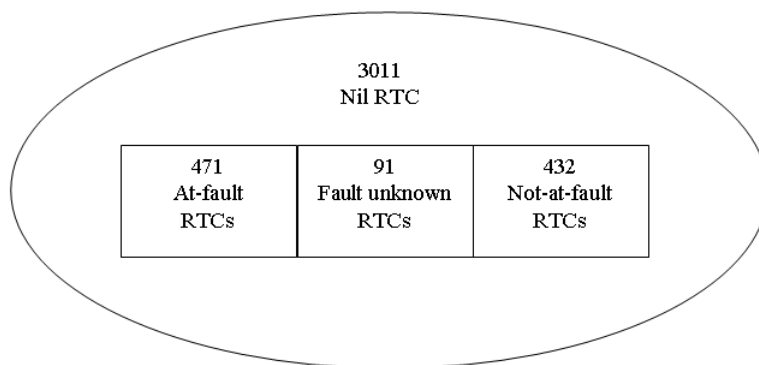 3011
Nil RTC
471
At-fault
RTCs
91
Fault unknown
RTCs
432
Not-at-fault
RTCs